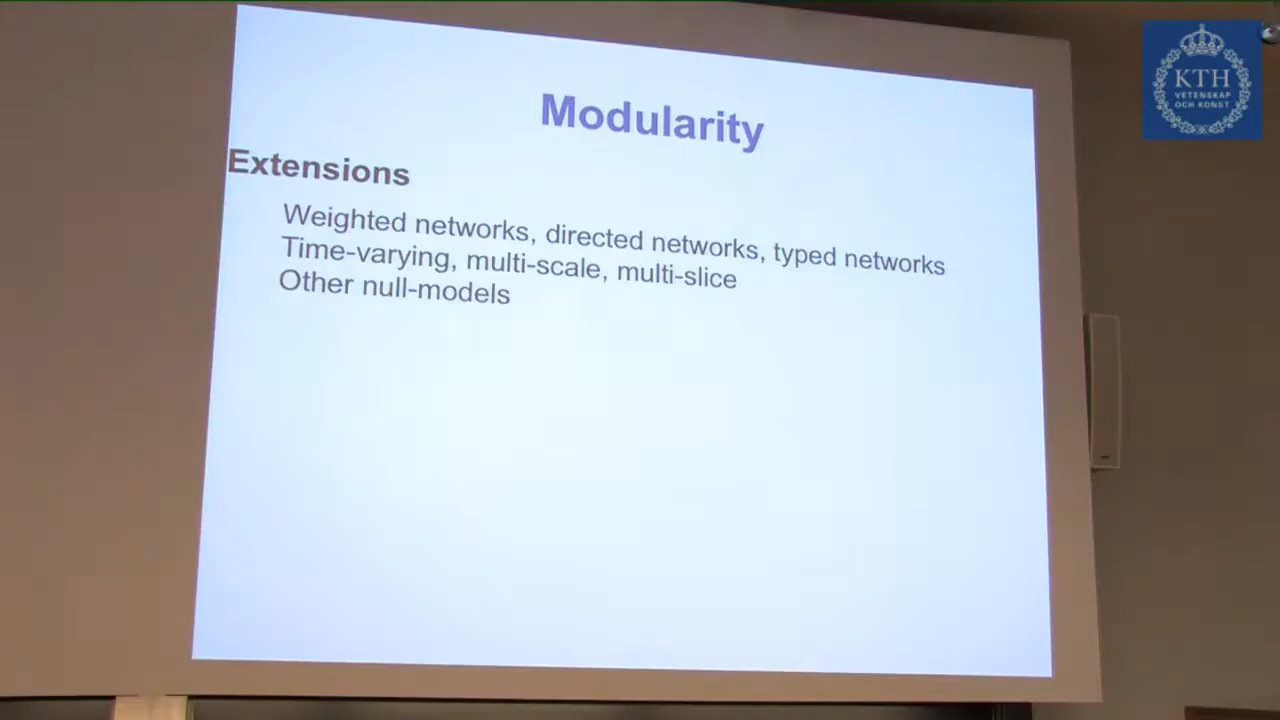 Modularity
Extensions
Weighted networks, directed networks, typed networks
Time-varying, multi-scale, multi-slice
Other null-models
KTH
VETENSKAP
OCH KONST